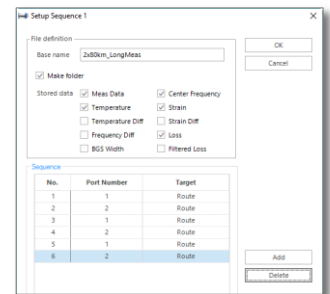 Setup Sequence 1
File definition
Base name 2x80km_LongMeas
OK
Cancel
Make folder
Stored data Meas Data Center Frequency
Temperature Strain
Temperature Diff Strain Diff
Frequency Diff Loss
BGS Width Filtered Loss
Sequence
No. Port Number Target
1 1 Route
2 2 Route
3 1 Route
4 2 Route
5 1 Route
6 2 Route
Add
Delete